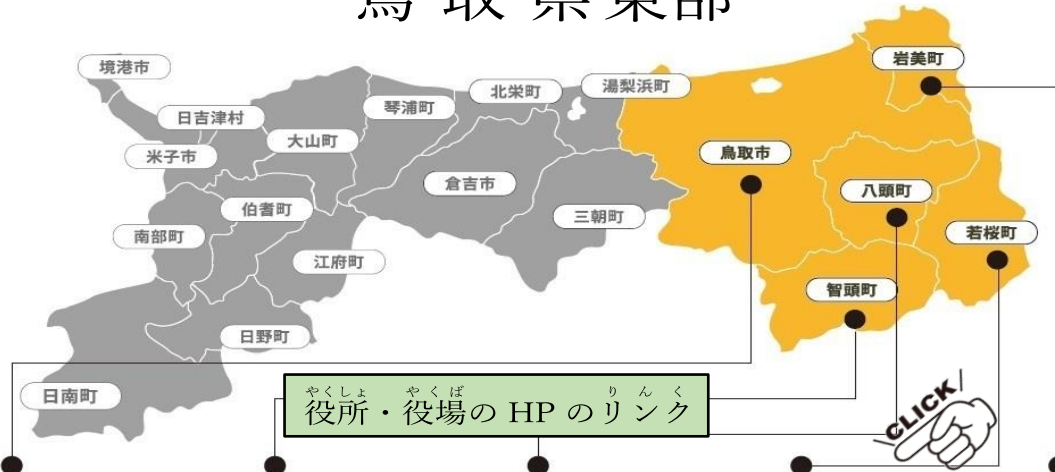 鳥取県東部
境港市
岩美町
湯梨浜町
北栄町
琴浦町
日吉津村
大山町
米子市
鳥取市
倉吉市
八頭町
伯耆町
三朝町
南部町
若桜町
江府町
智頭町
日野町
日南町
やくしょ やくば りんく
役所・役場の HP のリンク
CLICK